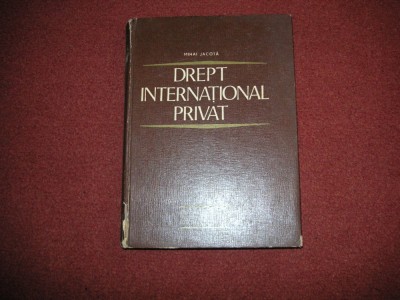 MIHAI JACOTĂ
DREPT
INTERNAȚIONAL
PRIVAT